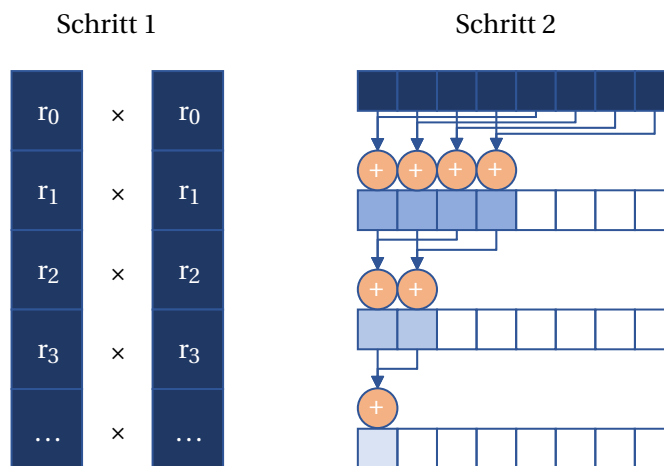 Schritt 1
Schritt 2
r₀ × r₀
+ + + +
r₁ × r₁
r₂ × r₂
+ +
r₃ × r₃
+
… × …